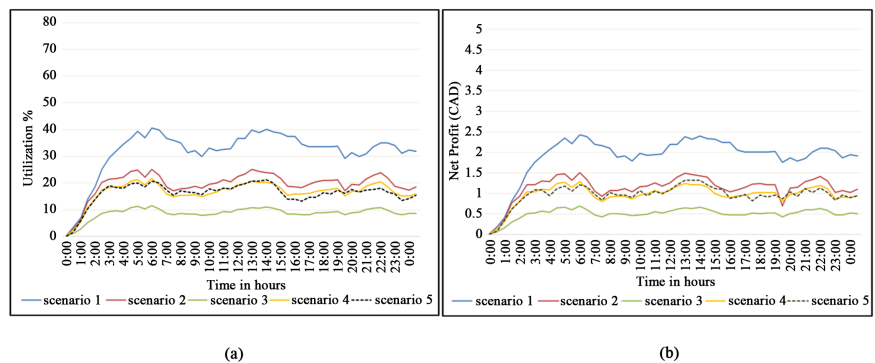 80
70
60
50
40
30
20
10
0
Utilization %
0:00 1:00 2:00 3:00 4:00 5:00 6:00 7:00 8:00 9:00 10:00 11:00 12:00 13:00 14:00 15:00 16:00 17:00 18:00 19:00 20:00 21:00 22:00 23:00 0:00
Time in hours
scenario 1 scenario 2 scenario 3 scenario 4 scenario 5
(a)
5
4.5
4
3.5
3
2.5
2
1.5
1
0.5
0
Net Profit (CAD)
0:00 1:00 2:00 3:00 4:00 5:00 6:00 7:00 8:00 9:00 10:00 11:00 12:00 13:00 14:00 15:00 16:00 17:00 18:00 19:00 20:00 21:00 22:00 23:00 0:00
Time in hours
scenario 1 scenario 2 scenario 3 scenario 4 scenario 5
(b)